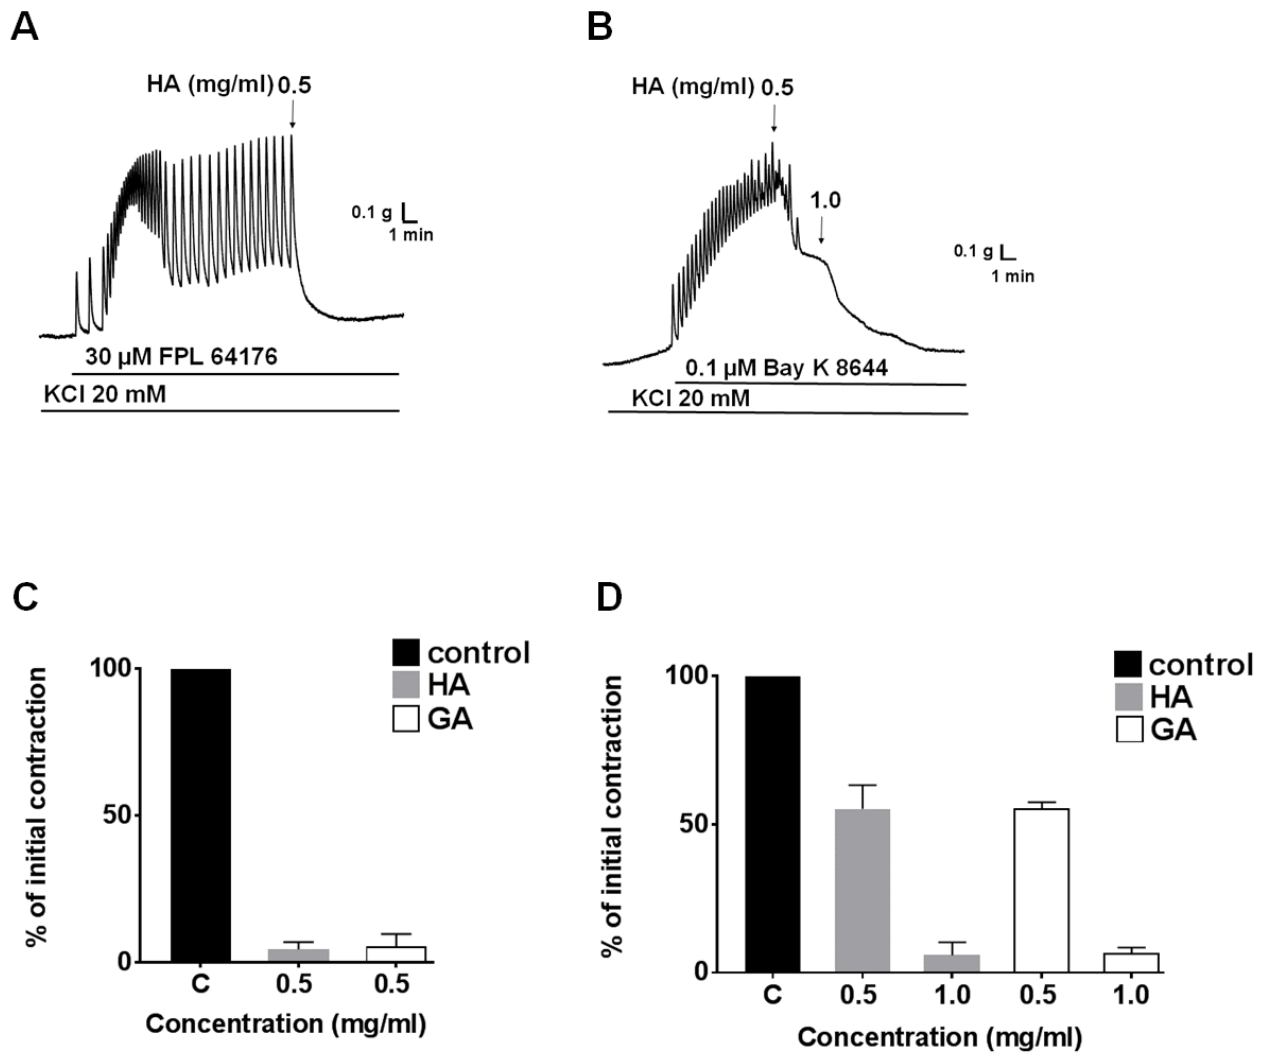 A
HA (mg/ml) 0.5
0.1 g
1 min
30 µM FPL 64176
KCl 20 mM
B
HA (mg/ml) 0.5
1.0
0.1 g
1 min
0.1 µM Bay K 8644
KCl 20 mM
C
control
HA
GA
% of initial contraction
100
50
0
C 0.5 0.5
Concentration (mg/ml)
D
control
HA
GA
% of initial contraction
100
50
0
C 0.5 1.0 0.5 1.0
Concentration (mg/ml)